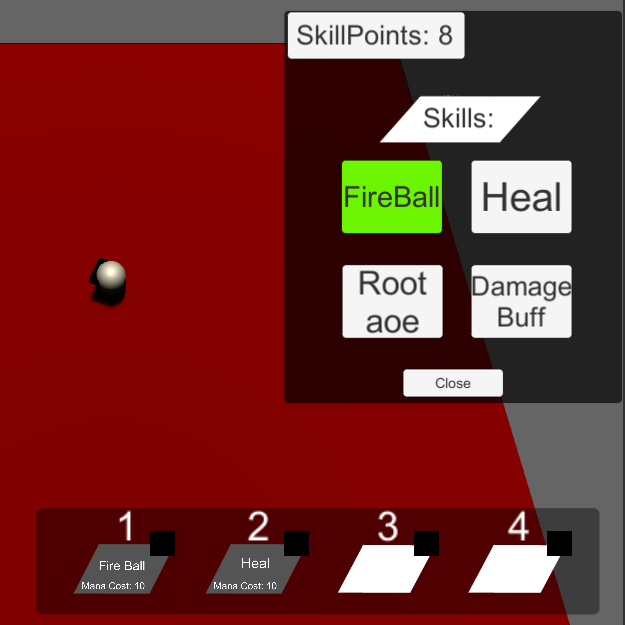 SkillPoints: 8
Skills:
FireBall
Heal
Root
aoe
Damage
Buff
Close
1
2
3
4
Fire Ball
Mana Cost: 10
Heal
Mana Cost: 10